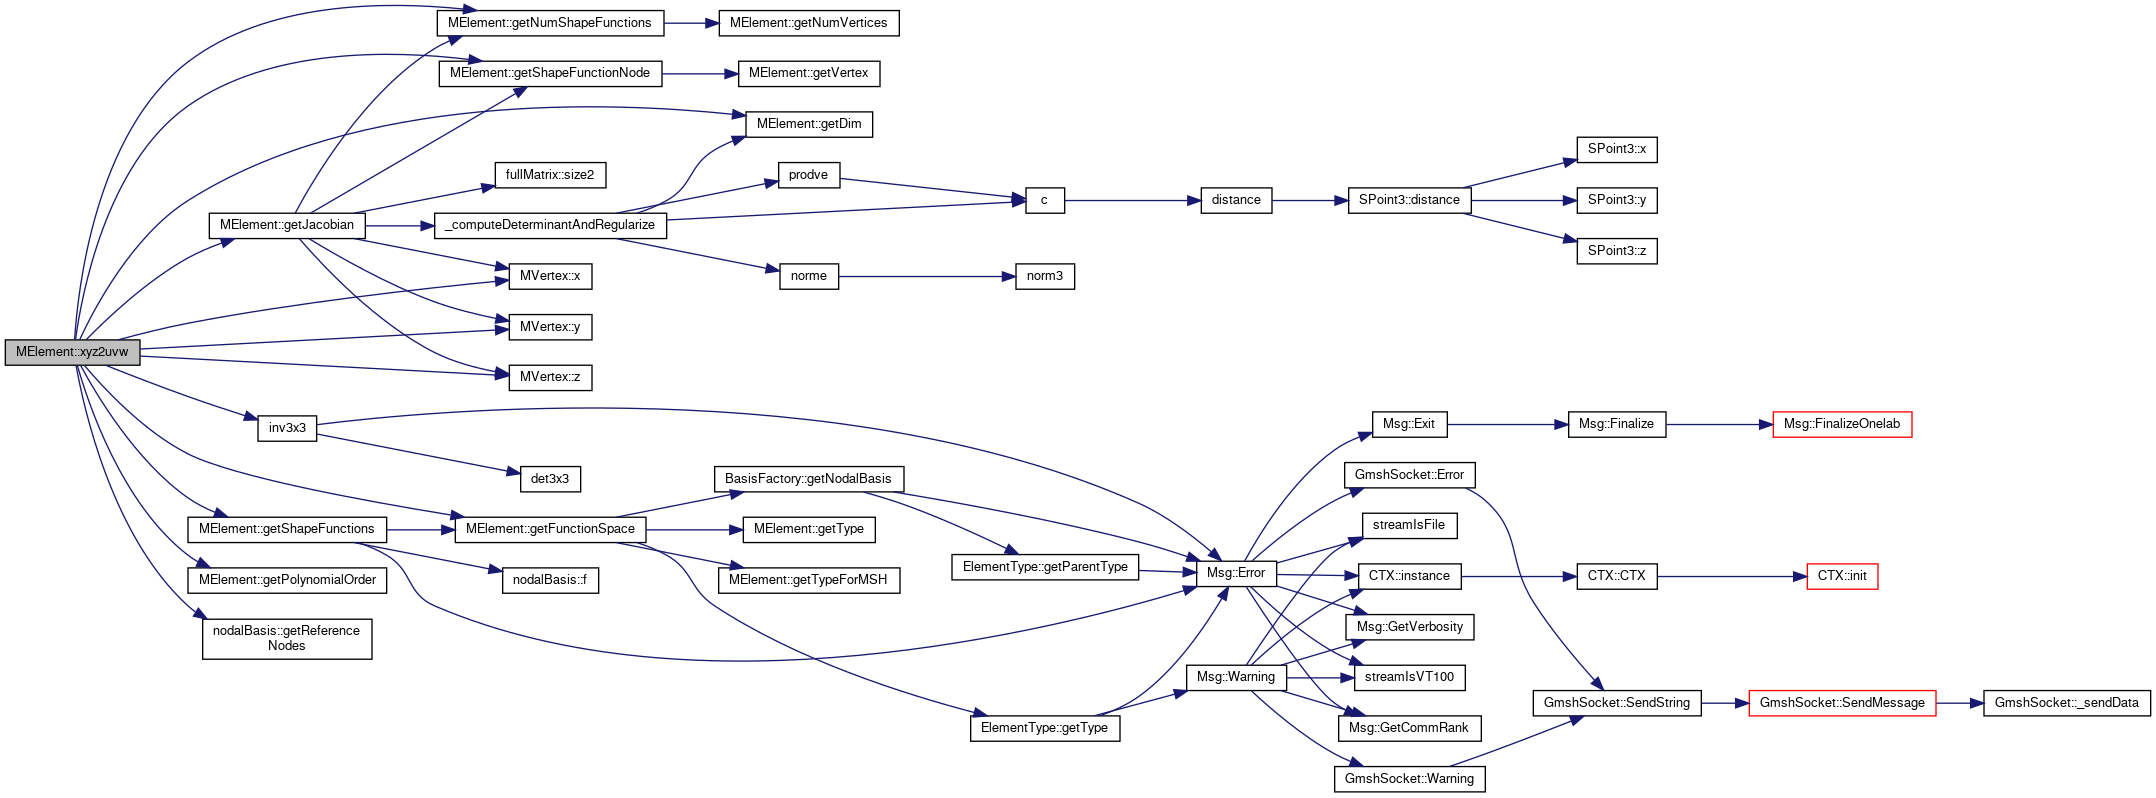 MElement::getNumShapeFunctions
MElement::getNumVertices
MElement::getShapeFunctionNode
MElement::getVertex
MElement::getDim
SPoint3::x
fullMatrix::size2
prodve
c
distance
SPoint3::distance
SPoint3::y
MElement::getJacobian
_computeDeterminantAndRegularize
SPoint3::z
MVertex::x
norme
norm3
MVertex::y
MElement::xyz2uvw
MVertex::z
inv3x3
Msg::Exit
Msg::Finalize
Msg::FinalizeOnelab
det3x3
BasisFactory::getNodalBasis
GmshSocket::Error
MElement::getShapeFunctions
MElement::getFunctionSpace
MElement::getType
streamIsFile
MElement::getPolynomialOrder
nodalBasis::f
MElement::getTypeForMSH
ElementType::getParentType
Msg::Error
CTX::instance
CTX::CTX
CTX::init
nodalBasis::getReference
Nodes
Msg::GetVerbosity
Msg::Warning
streamIsVT100
GmshSocket::SendString
GmshSocket::SendMessage
GmshSocket::_sendData
ElementType::getType
Msg::GetCommRank
GmshSocket::Warning